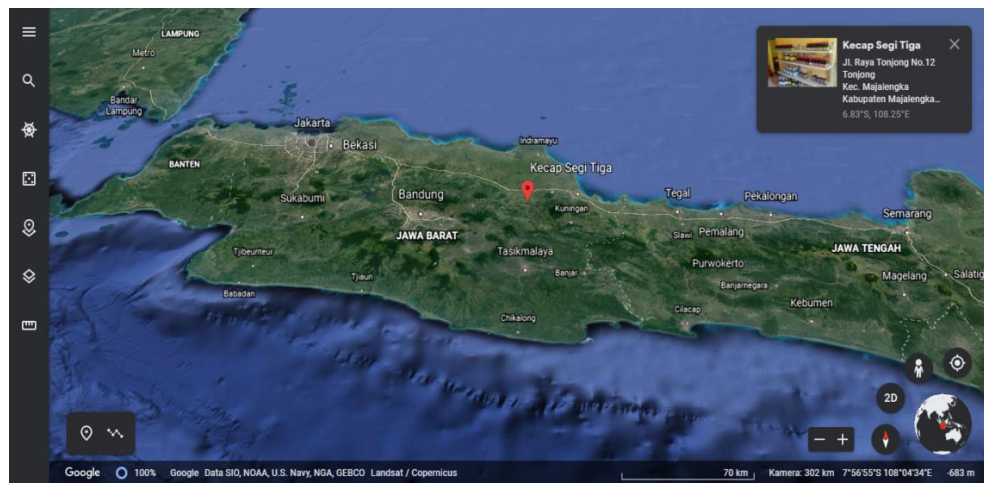 LAMPUNG
Metro
Bandar
Lampung
Jakarta
Bekasi
BANTEN
Sukabumi
Bandung
JAWA BARAT
Indramayu
Kecap Segi Tiga
Kuningan
Tegal
Pekalongan
Semarang
Slawi
Pemalang
JAWA TENGAH
Tasikmalaya
Purwokerto
Magelang
Salatig
Banjar
Banjarnegara
Tjibeunteur
Tjiaun
Babadan
Chikalong
Cilacap
Kebumen
Kecap Segi Tiga
Jl. Raya Tonjong No.12
Tonjong
Kec. Majalengka
Kabupaten Majalengka...
6.83°S, 108.25°E
2D
Google 100% Google Data SIO, NOAA, U.S. Navy, NGA, GEBCO Landsat / Copernicus 70 km Kamera: 302 km 7°56'55"S 108°04'34"E -683 m